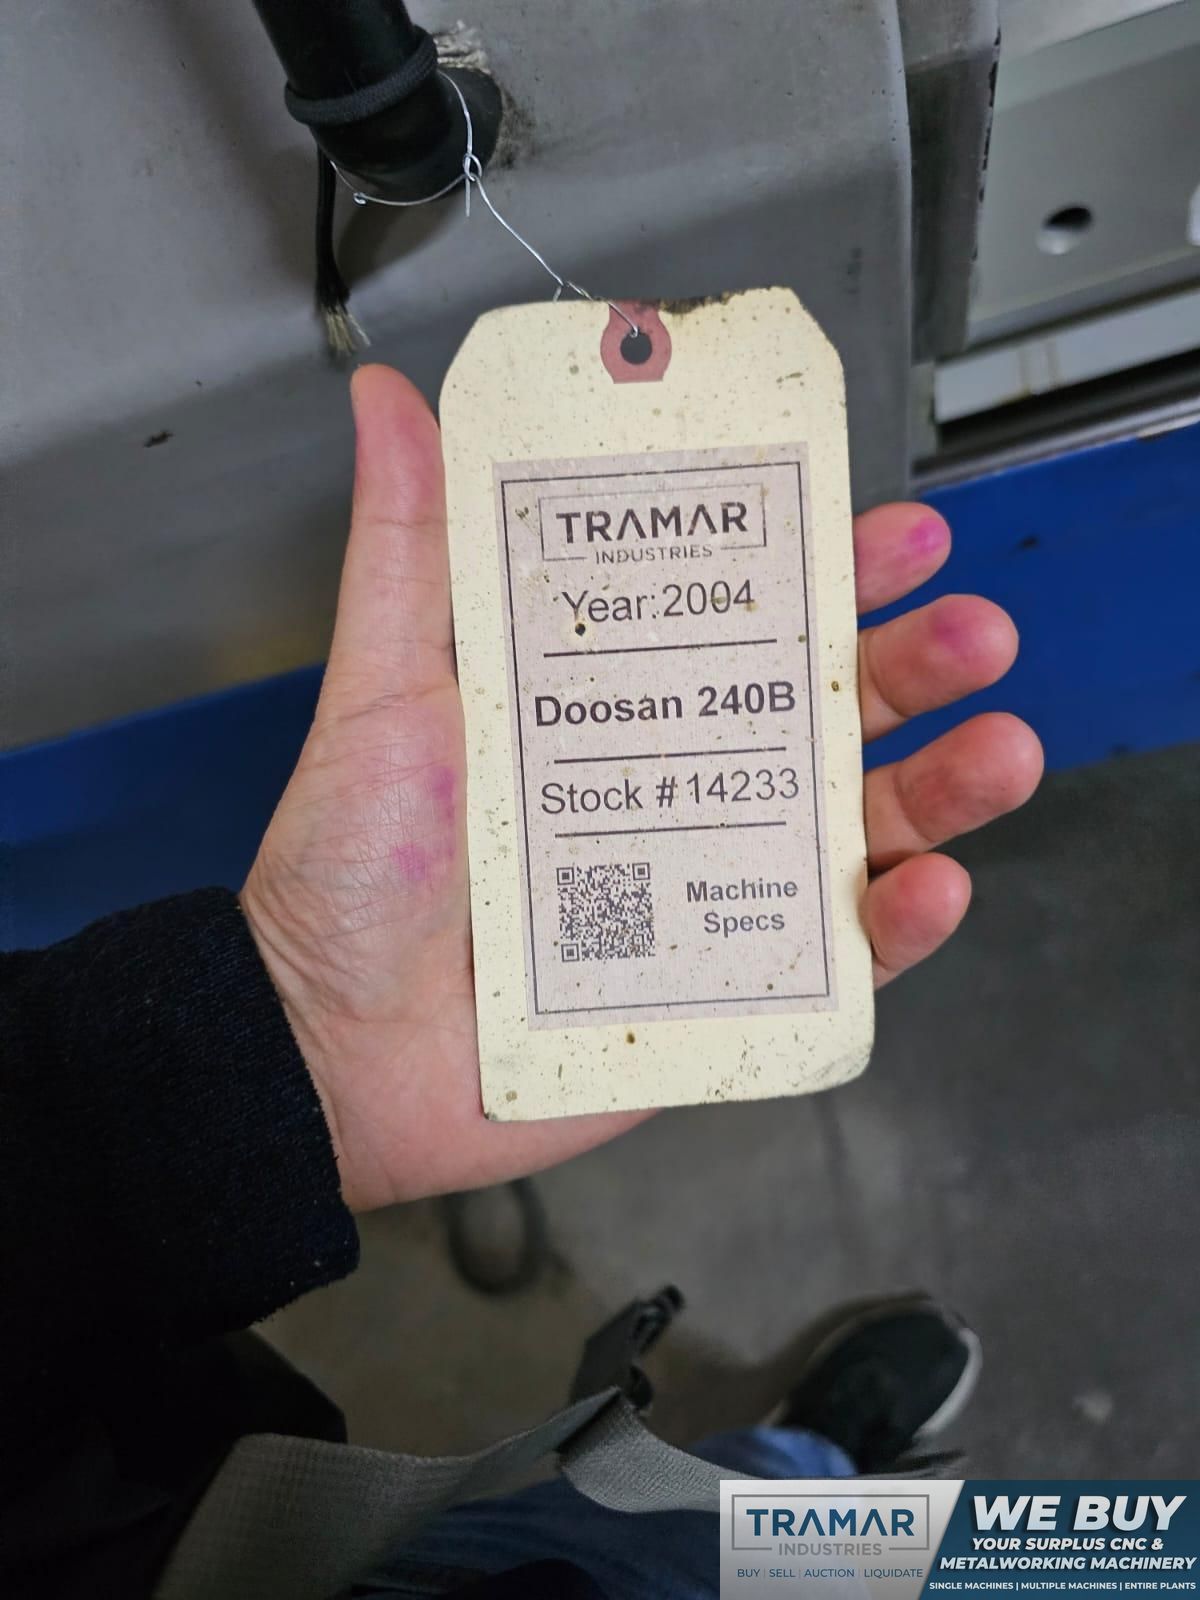 TRAMAR
INDUSTRIES
Year:2004
Doosan 240B
Stock #14233
Machine
Specs
TRAMAR
INDUSTRIES
BUY | SELL | AUCTION | LIQUIDATE
WE BUY
YOUR SURPLUS CNC &
METALWORKING MACHINERY
SINGLE MACHINES | MULTIPLE MACHINES | ENTIRE PLANTS